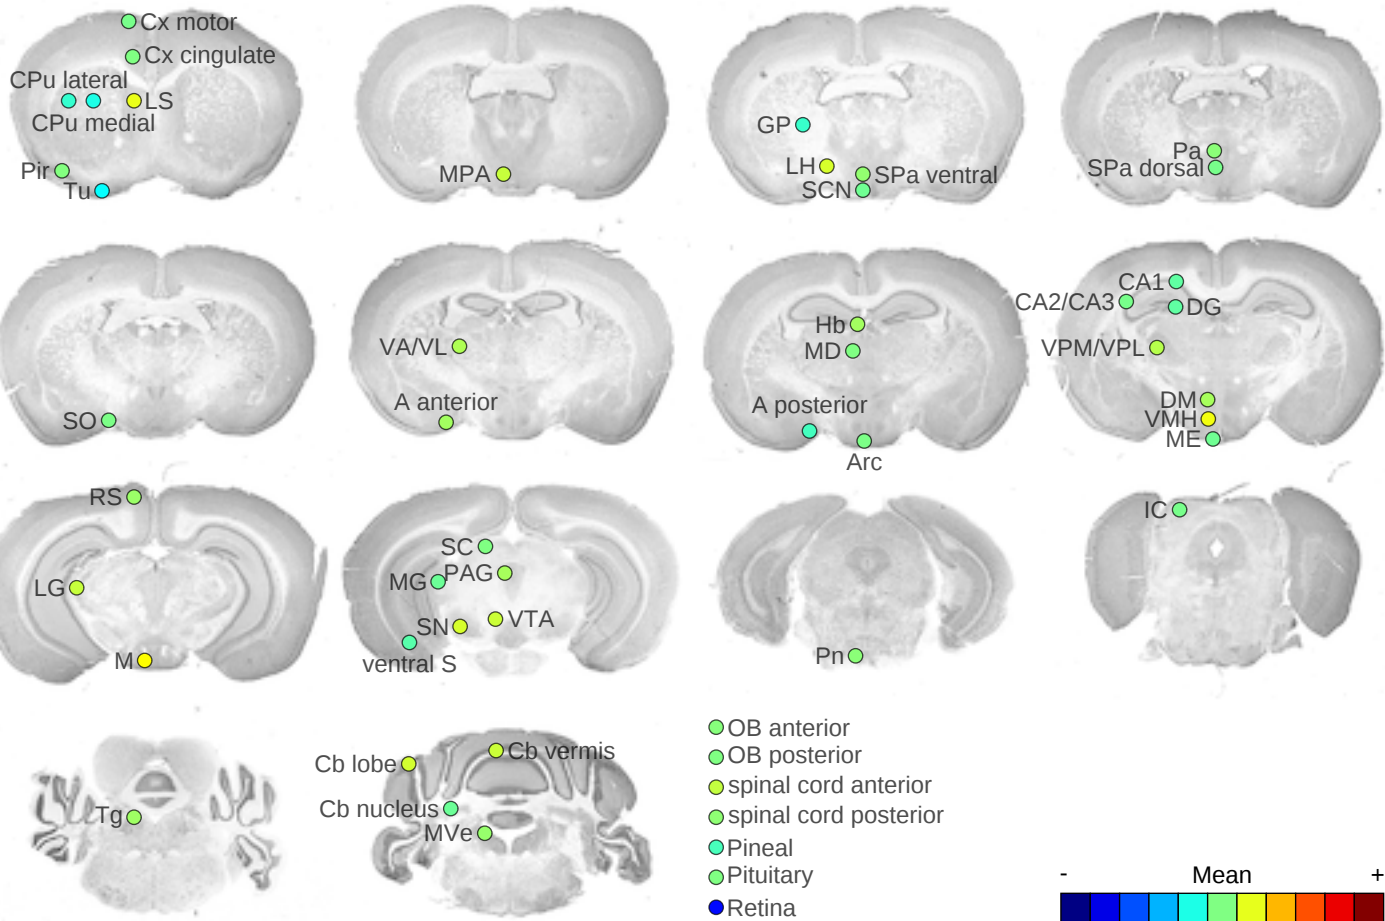 Cx motor
Cx cingulate
CPu lateral
LS
CPu medial
Pir
Tu
MPA
GP
LH
SPa ventral
SCN
Pa
SPa dorsal
SO
VA/VL
A anterior
Hb
MD
A posterior
Arc
CA1
CA2/CA3
DG
VPM/VPL
DM
VMH
ME
RS
LG
M
SC
MG
PAG
SN
VTA
ventral S
Pn
IC
Tg
Cb lobe
Cb vermis
Cb nucleus
MVe
OB anterior
OB posterior
spinal cord anterior
spinal cord posterior
Pineal
Pituitary
Retina
- Mean +